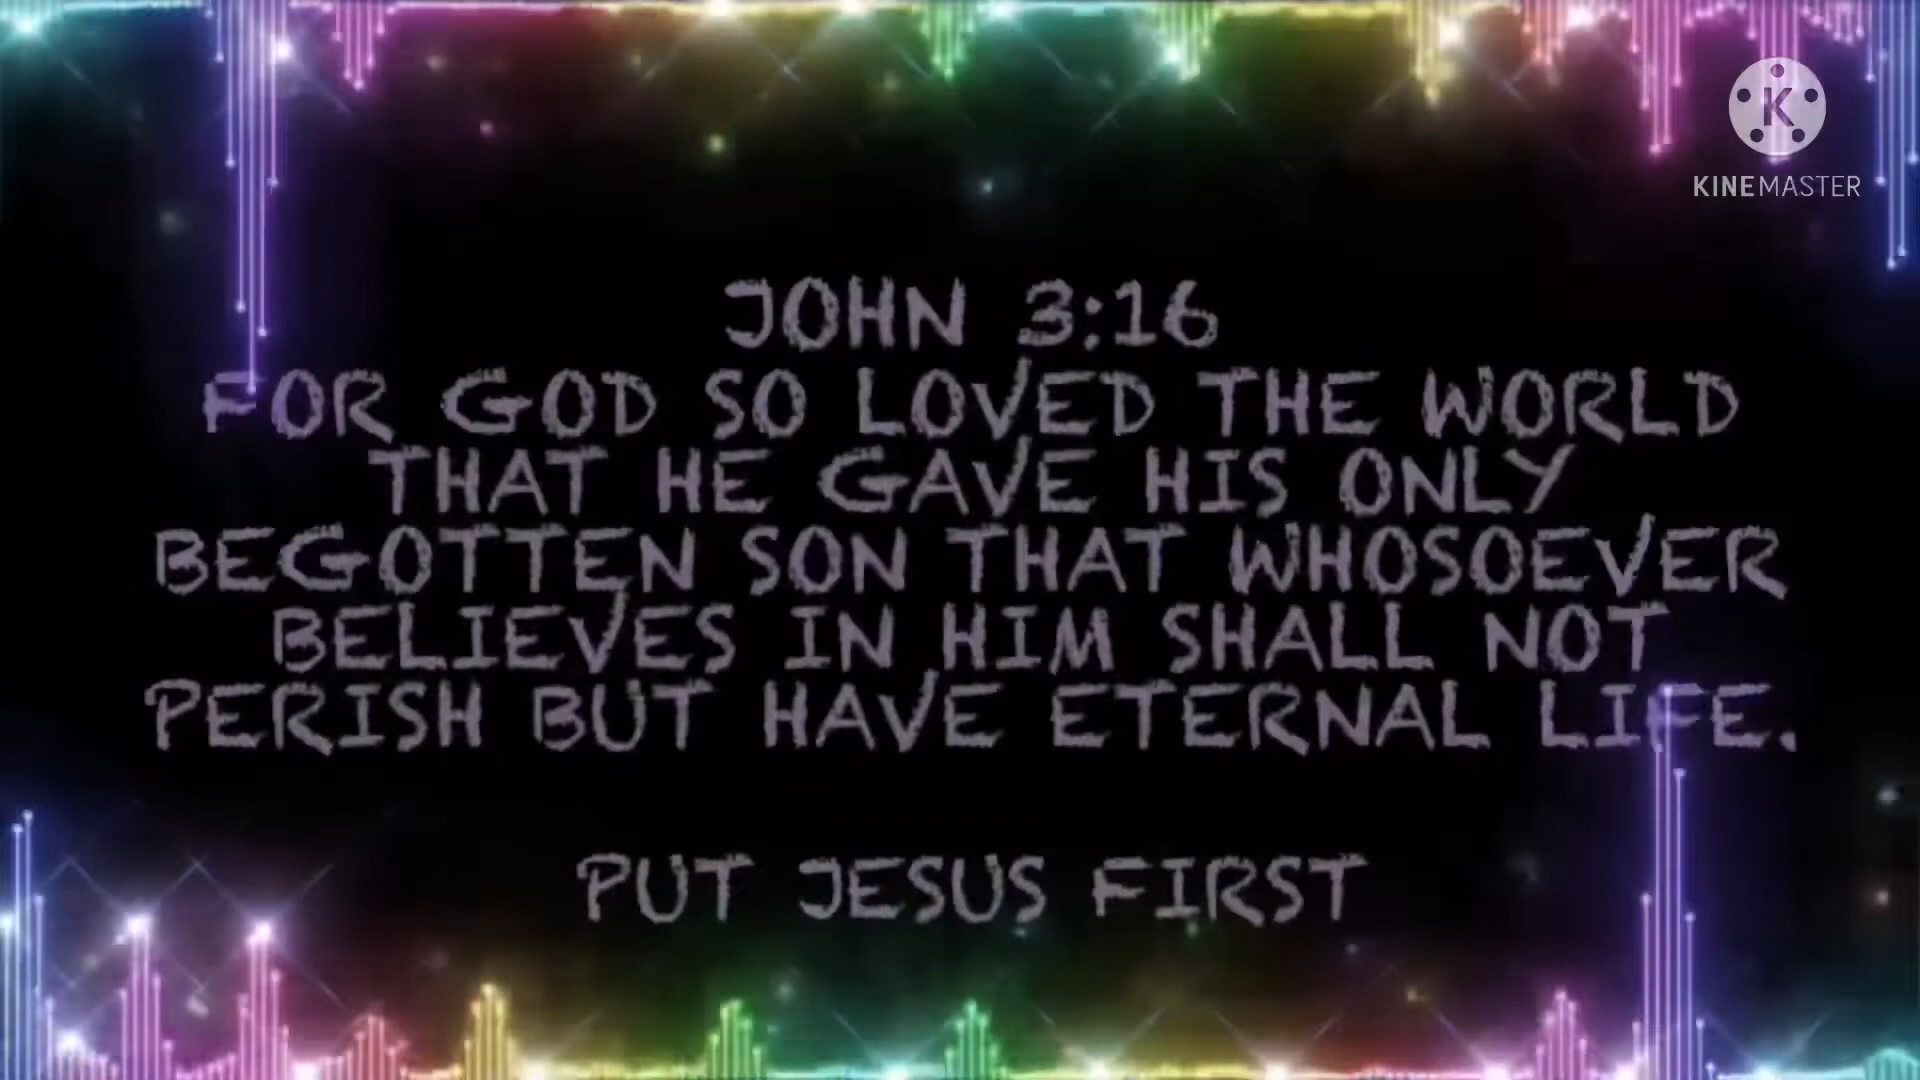 KINEMASTER
JOHN 3:16
FOR GOD SO LOVED THE WORLD
THAT HE GAVE HIS ONLY
BEGOTTEN SON THAT WHOSOEVER
BELIEVES IN HIM SHALL NOT
PERISH BUT HAVE ETERNAL LIFE.
PUT JESUS FIRST